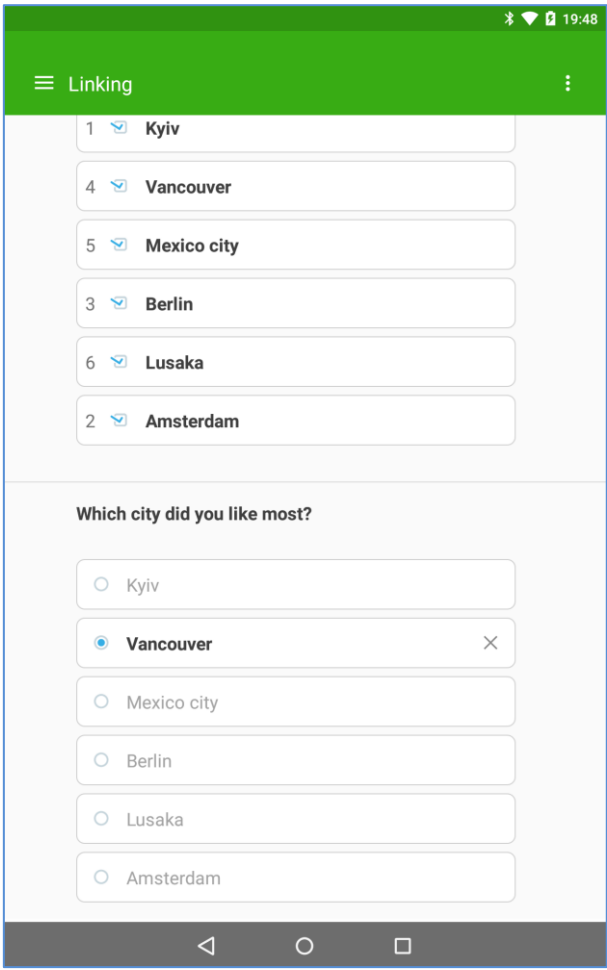 19:48
Linking
1 Kyiv
4 Vancouver
5 Mexico city
3 Berlin
6 Lusaka
2 Amsterdam
Which city did you like most?
Kyiv
Vancouver
Mexico city
Berlin
Lusaka
Amsterdam